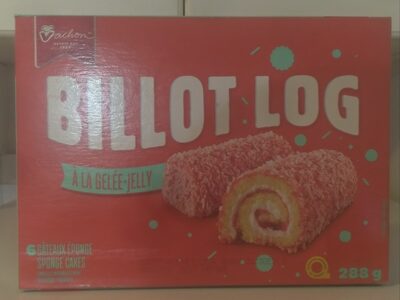 Vachon
BILLOT LOG
À LA GELÉE-JELLY
6 GÂTEAUX ÉPONGE
SPONGE CAKES
288 g